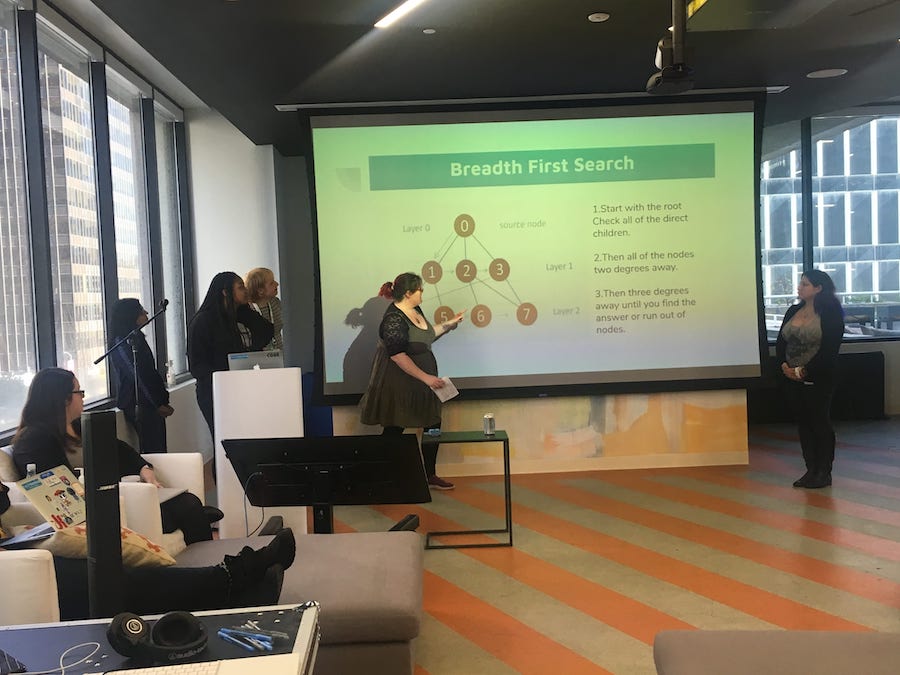 Breadth First Search
Layer 0
source node
0
1
2
3
Layer 1
5
6
7
Layer 2
1.Start with the root
Check all of the direct
children.
2.Then all of the nodes
two degrees away.
3.Then three degrees
away until you find the
answer or run out of
nodes.